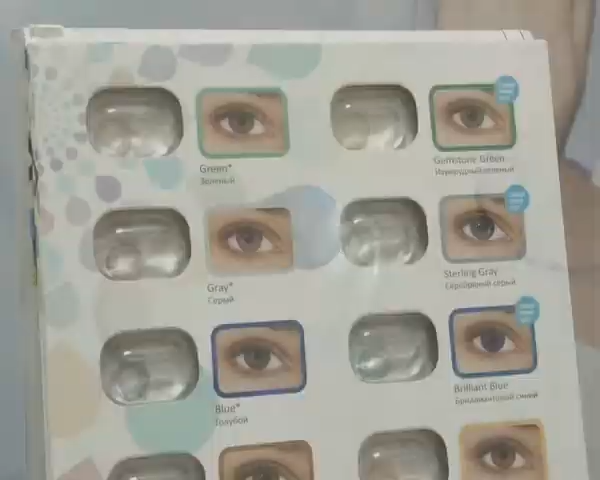 Green*
Зеленый
Gemstone Green
Изумрудный зеленый
Gray*
Серый
Sterling Gray
Серебряный серый
Blue*
Голубой
Brilliant Blue
Бриллиантовый синий